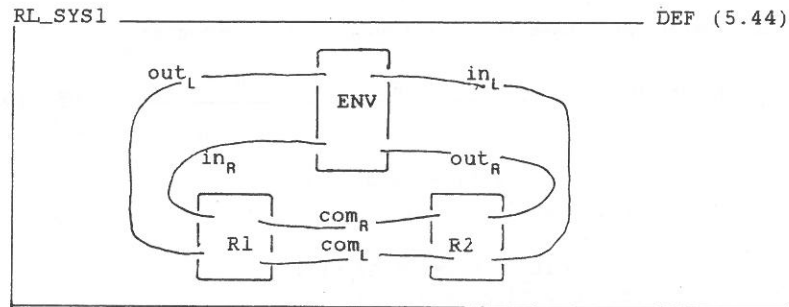 RL_SYS1 DEF (5.44)
out_L in_L
ENV
in_R out_R
com_R
R1 com_L R2